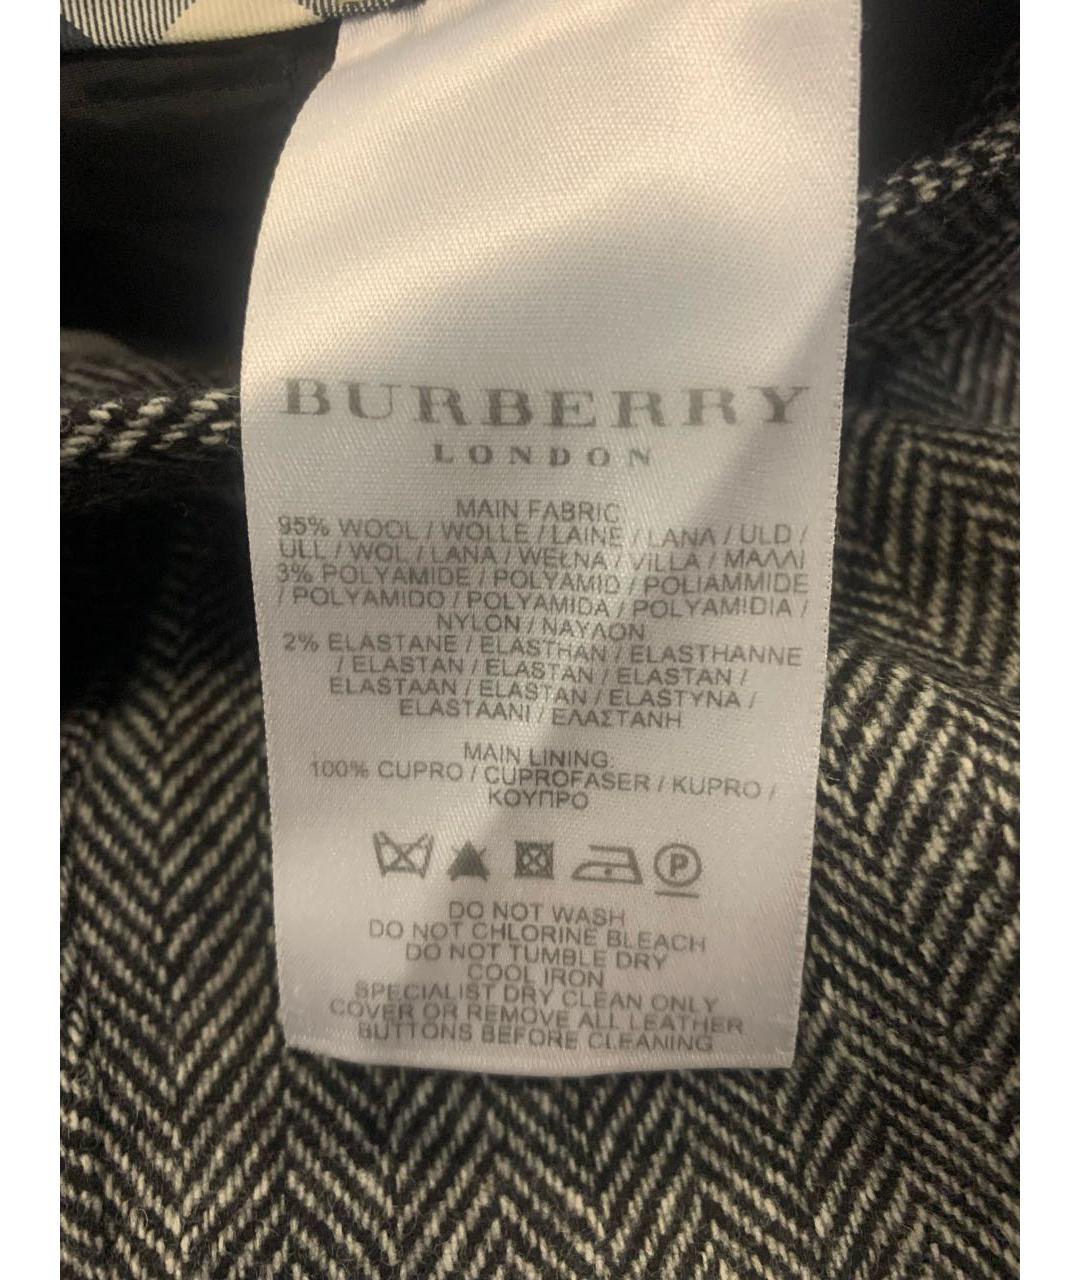 BURBERRY
LONDON
MAIN FABRIC
95% WOOL / WOLLE / LAINE / LANA / ULD /
ULL / WOL / LANA / WEŁNA / VILLA / ΜΑΛΛΙ
3% POLYAMIDE / POLYAMID / POLIAMMIDE
/ POLYAMIDO / POLYAMIDA / POLYAMIDIA /
NYLON / ΝΑΥΛΟΝ
2% ELASTANE / ELASTHAN / ELASTHANNE
/ ELASTAN / ELASTAN / ELASTAN /
ELASTAAN / ELASTAN / ELASTYNA /
ELASTAANI / ΕΛΑΣΤΑΝΗ
MAIN LINING:
100% CUPRO / CUPROFASER / KUPRO /
ΚΟΥΠΡΟ
P
DO NOT WASH
DO NOT CHLORINE BLEACH
DO NOT TUMBLE DRY
COOL IRON
SPECIALIST DRY CLEAN ONLY
COVER OR REMOVE ALL LEATHER
BUTTONS BEFORE CLEANING